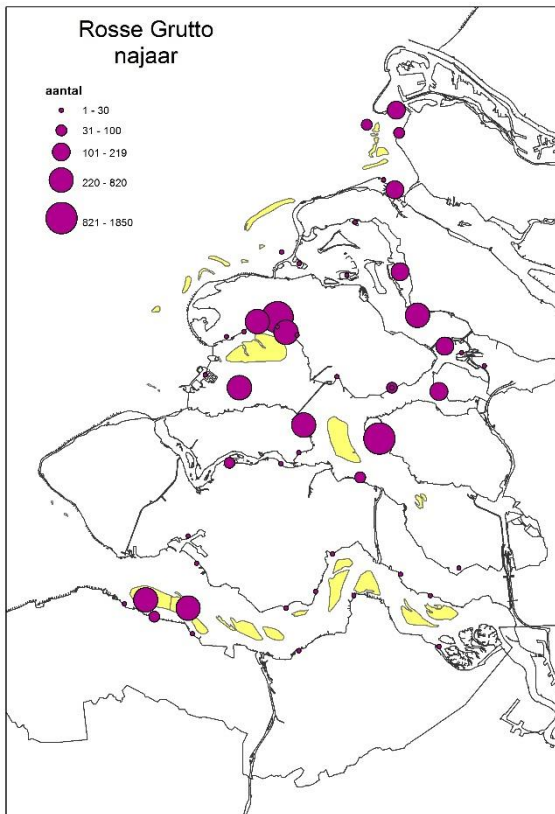 Rosse Grutto
najaar
aantal
1 - 30
31 - 100
101 - 219
220 - 820
821 - 1850